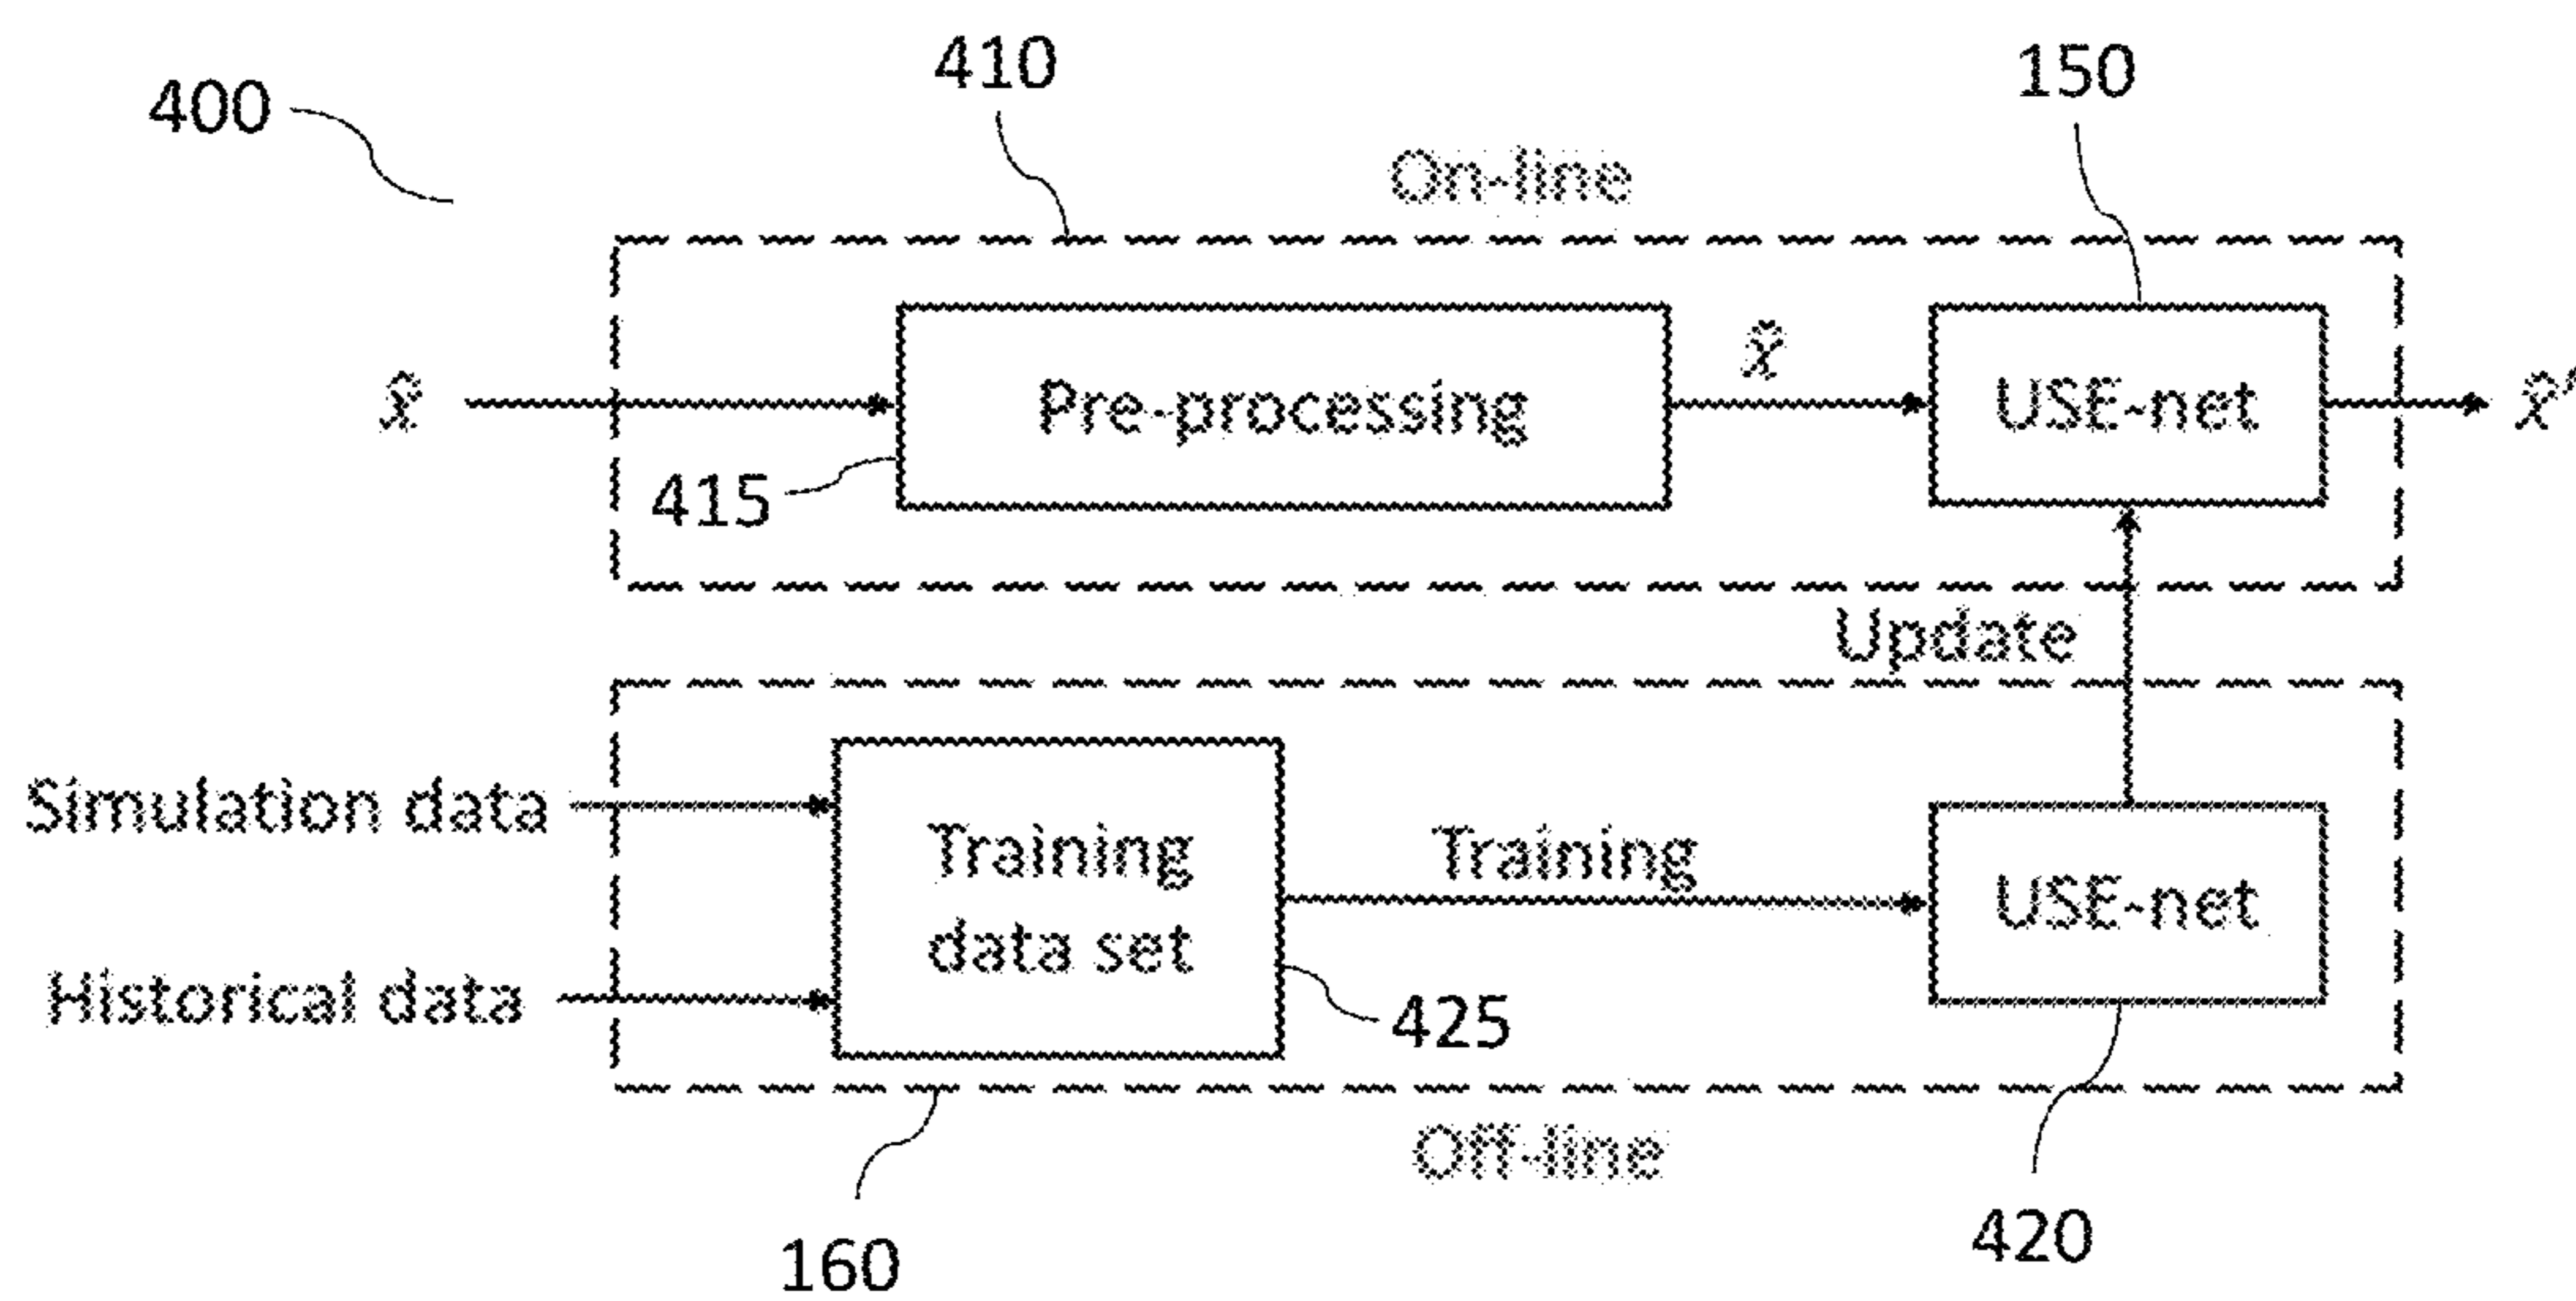 400
410
150
On-line
x̂
Pre-processing
x̃
USE-net
x̂′
415
Update
Simulation data
Historical data
Training
data set
Training
USE-net
425
Off-line
160
420